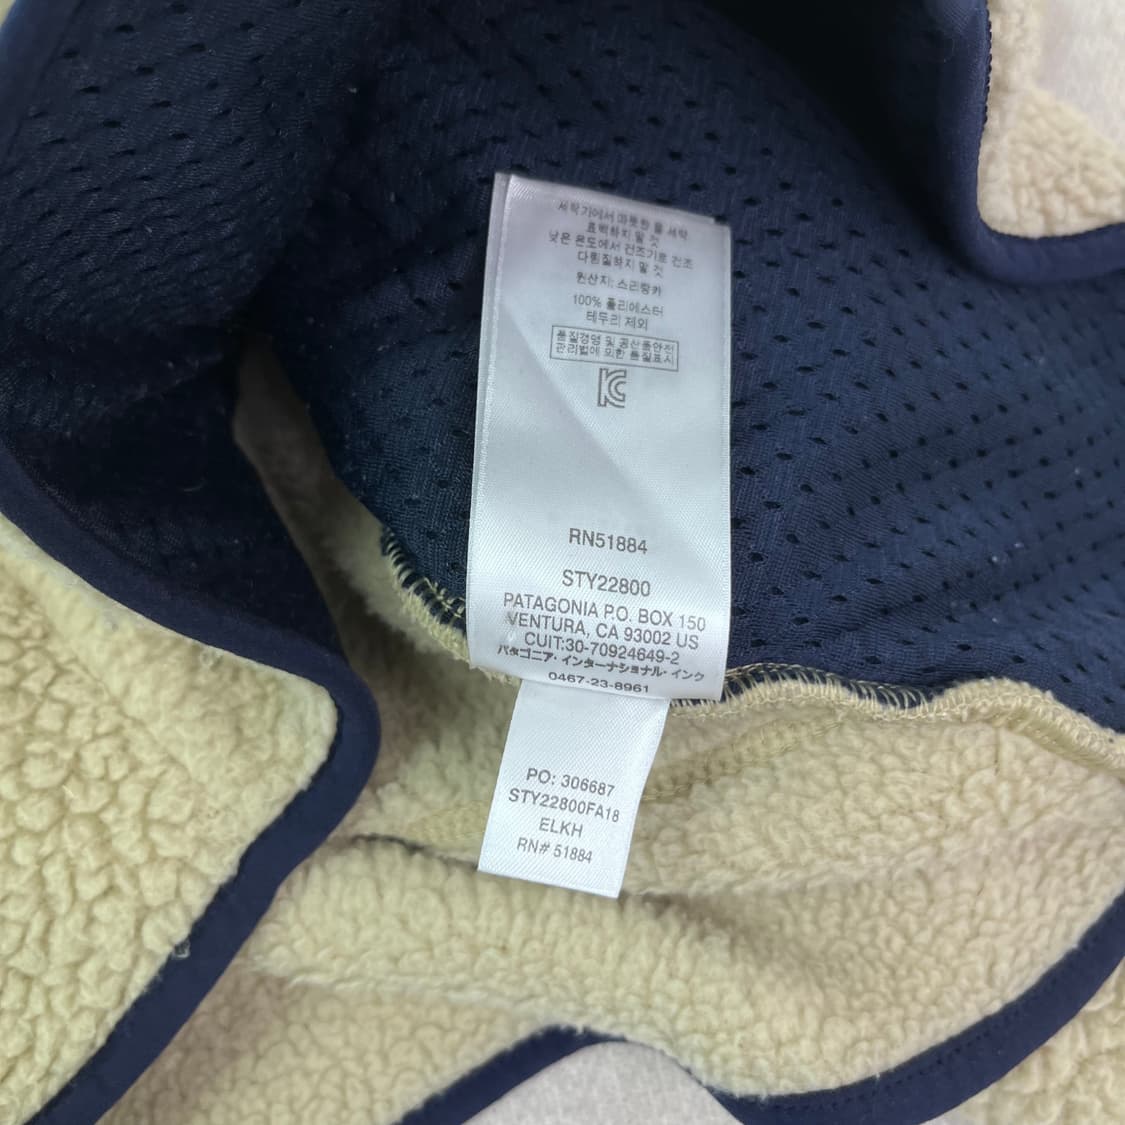 세탁기에서 따뜻한 물 세탁.
표백하지 말 것
낮은 온도에서 건조기로 건조
다림질하지 말 것
원산지: 스리랑카
100% 폴리에스터
테두리 제외
품질경영 및 공산품안전
관리법에 의한 품질표시
RN51884
STY22800
PATAGONIA P.O. BOX 150
VENTURA, CA 93002 US
CUIT:30-70924649-2
パタゴニア・インターナショナル・インク
0467-23-8961
PO: 306687
STY22800FA18
ELKH
RN# 51884